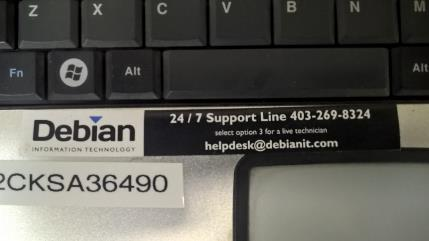 Z X C V B N M
Fn Alt Alt
Debian
INFORMATION TECHNOLOGY
24 / 7 Support Line 403-269-8324
select option 3 for a live technician
helpdesk@debianit.com
2CKSA36490